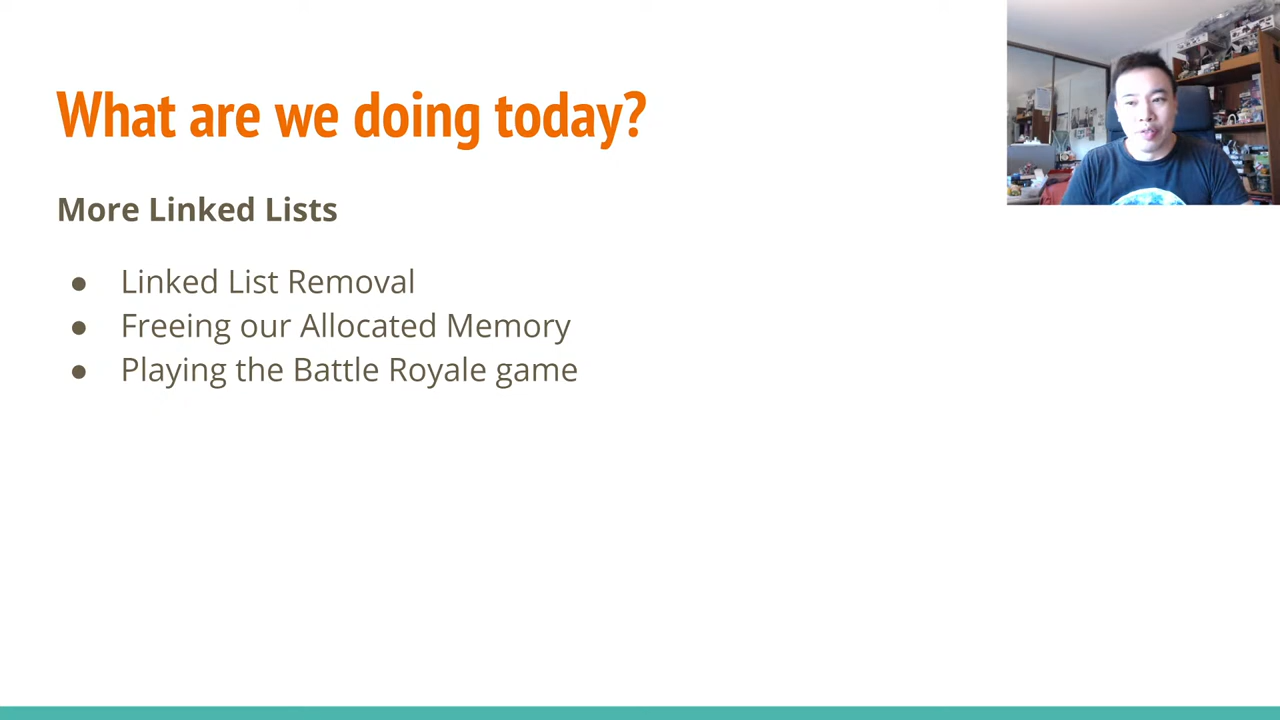 What are we doing today?
More Linked Lists
● Linked List Removal
● Freeing our Allocated Memory
● Playing the Battle Royale game